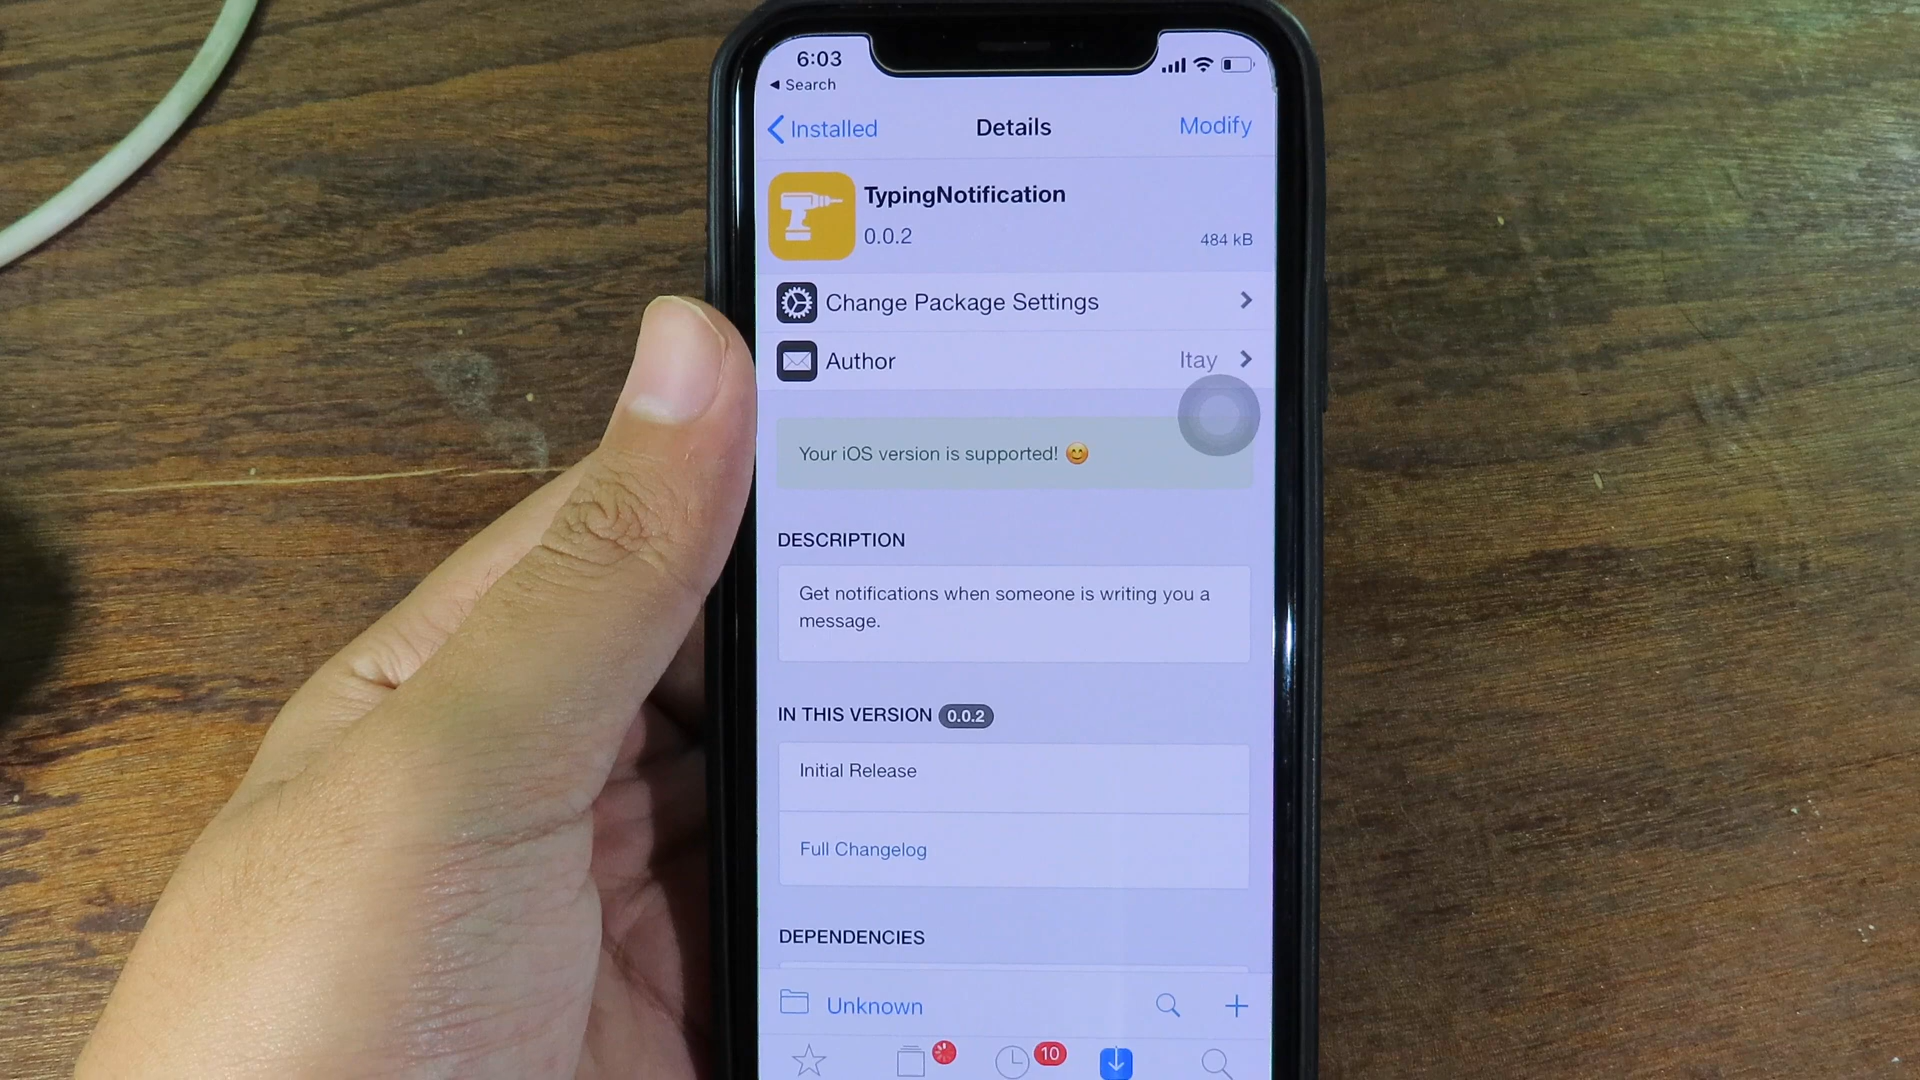 6:03
Search
Installed
Details
Modify
TypingNotification
0.0.2
484 kB
Change Package Settings
Author
Itay
Your iOS version is supported! 😊
DESCRIPTION
Get notifications when someone is writing you a
message.
IN THIS VERSION 0.0.2
Initial Release
Full Changelog
DEPENDENCIES
Unknown
10